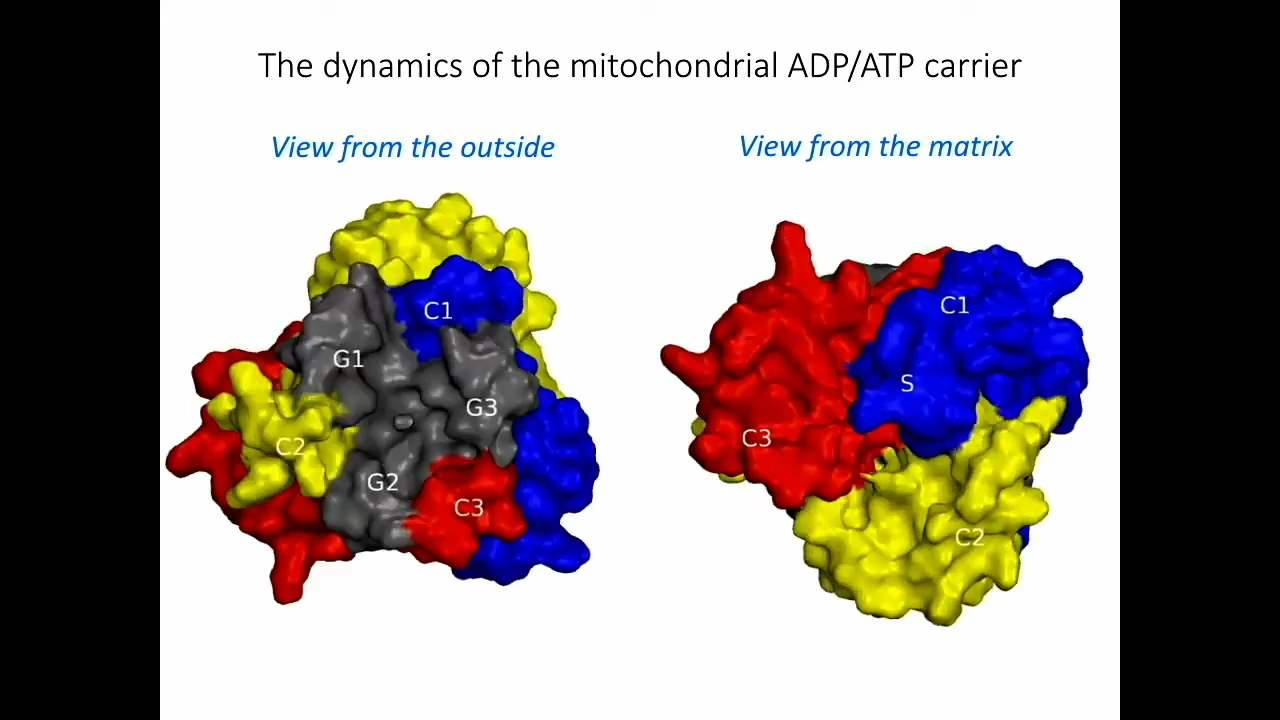 The dynamics of the mitochondrial ADP/ATP carrier
View from the outside
View from the matrix
C1
G1
G3
C2
G2
C3
C1
S
C3
C2